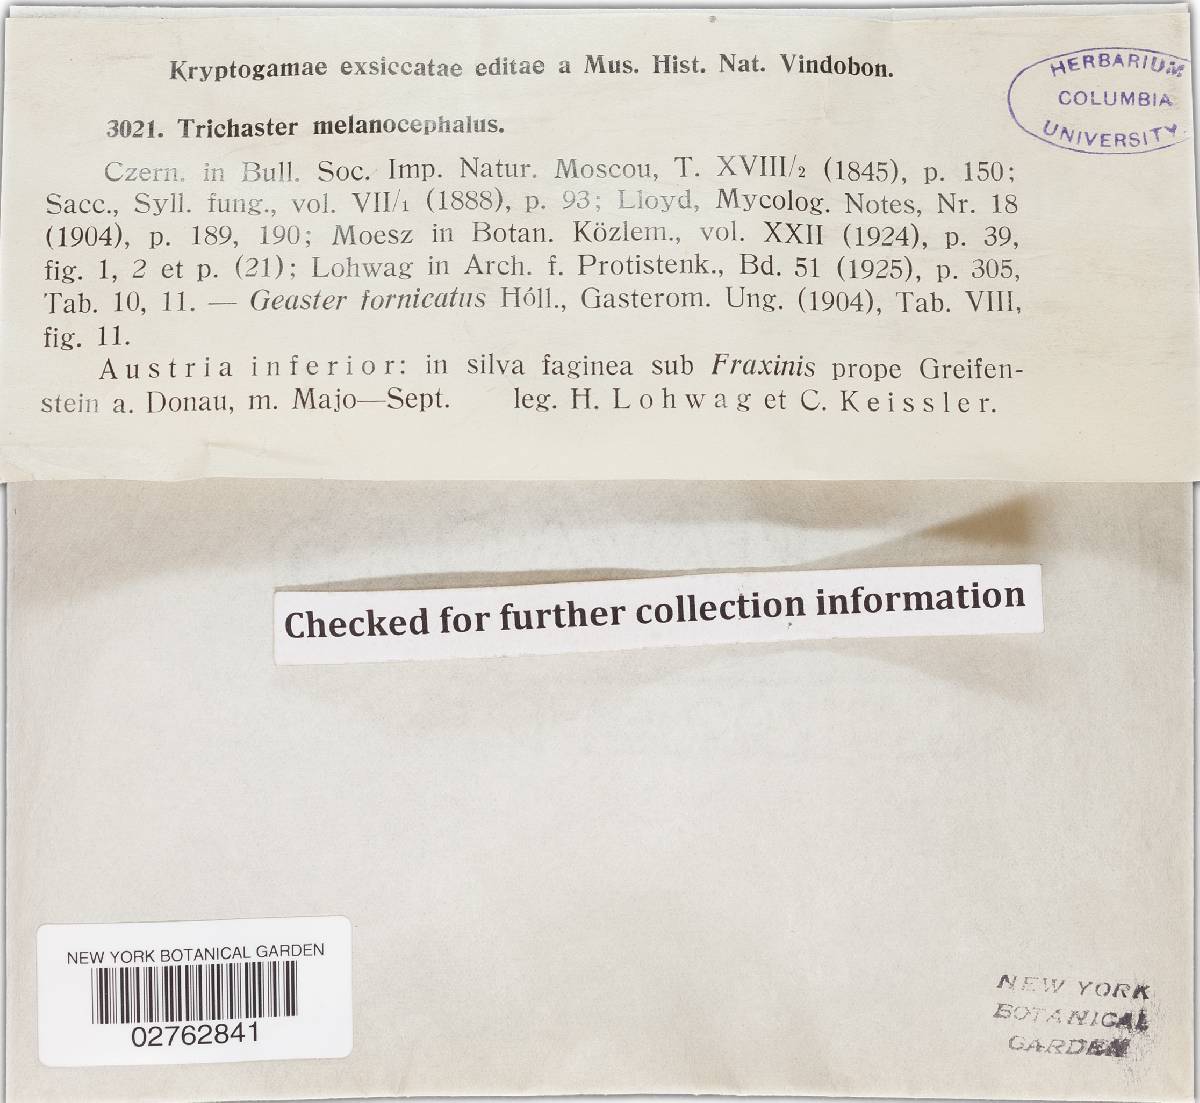 Kryptogamae exsiccatae editae a Mus. Hist. Nat. Vindobon.
HERBARIUM
COLUMBIA
UNIVERSITY
3021. Trichaster melanocephalus.
Czern. in Bull. Soc. Imp. Natur. Moscou, T. XVIII/2 (1845), p. 150;
Sacc., Syll. fung., vol. VII/1 (1888), p. 93; Lloyd, Mycolog. Notes, Nr. 18
(1904), p. 189, 190; Moesz in Botan. Közlem., vol. XXII (1924), p. 39,
fig. 1, 2 et p. (21); Lohwag in Arch. f. Protistenk., Bd. 51 (1925), p. 305,
Tab. 10, 11. — Geaster fornicatus Hóll., Gasterom. Ung. (1904), Tab. VIII,
fig. 11.
Austria inferior: in silva faginea sub Fraxinis prope Greifen-
stein a. Donau, m. Majo—Sept. leg. H. Lohwag et C. Keissler.
Checked for further collection information
NEW YORK BOTANICAL GARDEN
02762841
NEW YORK
BOTANICAL
GARDEN